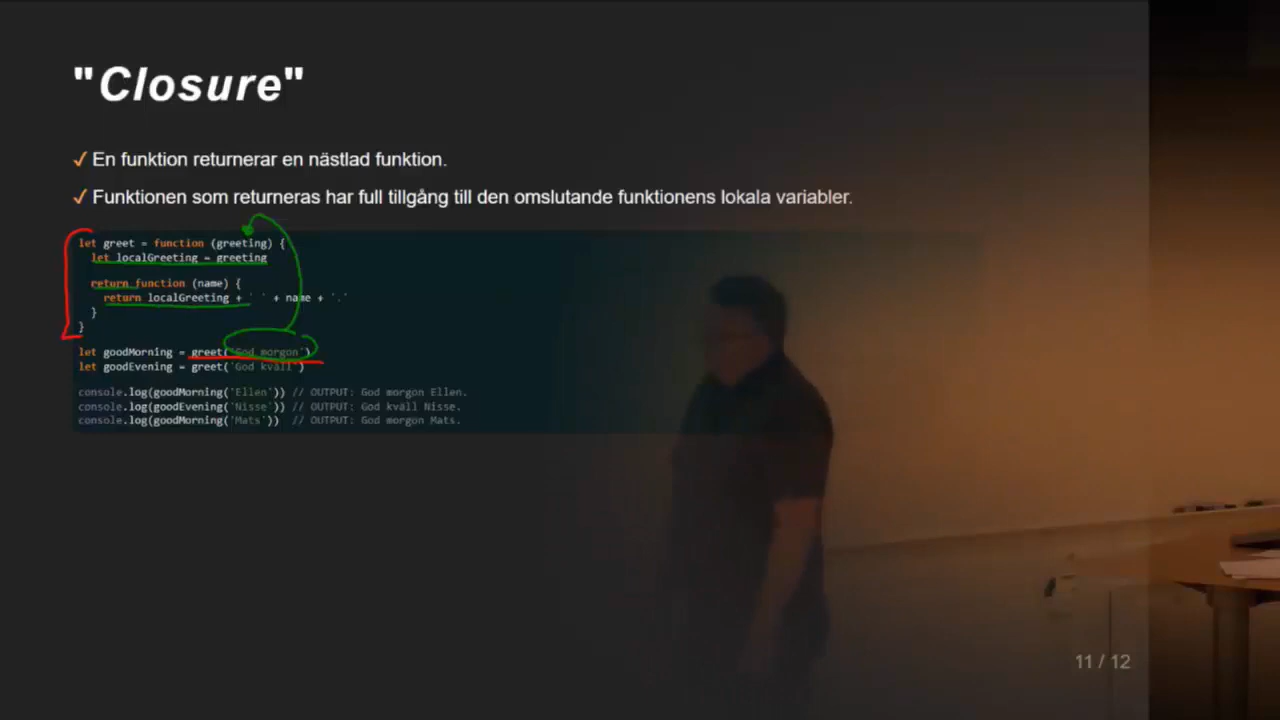 "Closure"
✓ En funktion returnerar en nästlad funktion.
✓ Funktionen som returneras har full tillgång till den omslutande funktionens lokala variabler.
let greet = function (greeting) {
let localGreeting = greeting
return function (name) {
return localGreeting + ' ' + name + '.'
}
}
let goodMorning = greet('God morgon')
let goodEvening = greet('God kväll')
console.log(goodMorning('Ellen')) // OUTPUT: God morgon Ellen.
console.log(goodEvening('Nisse')) // OUTPUT: God kväll Nisse.
console.log(goodMorning('Mats')) // OUTPUT: God morgon Mats.
11 / 12